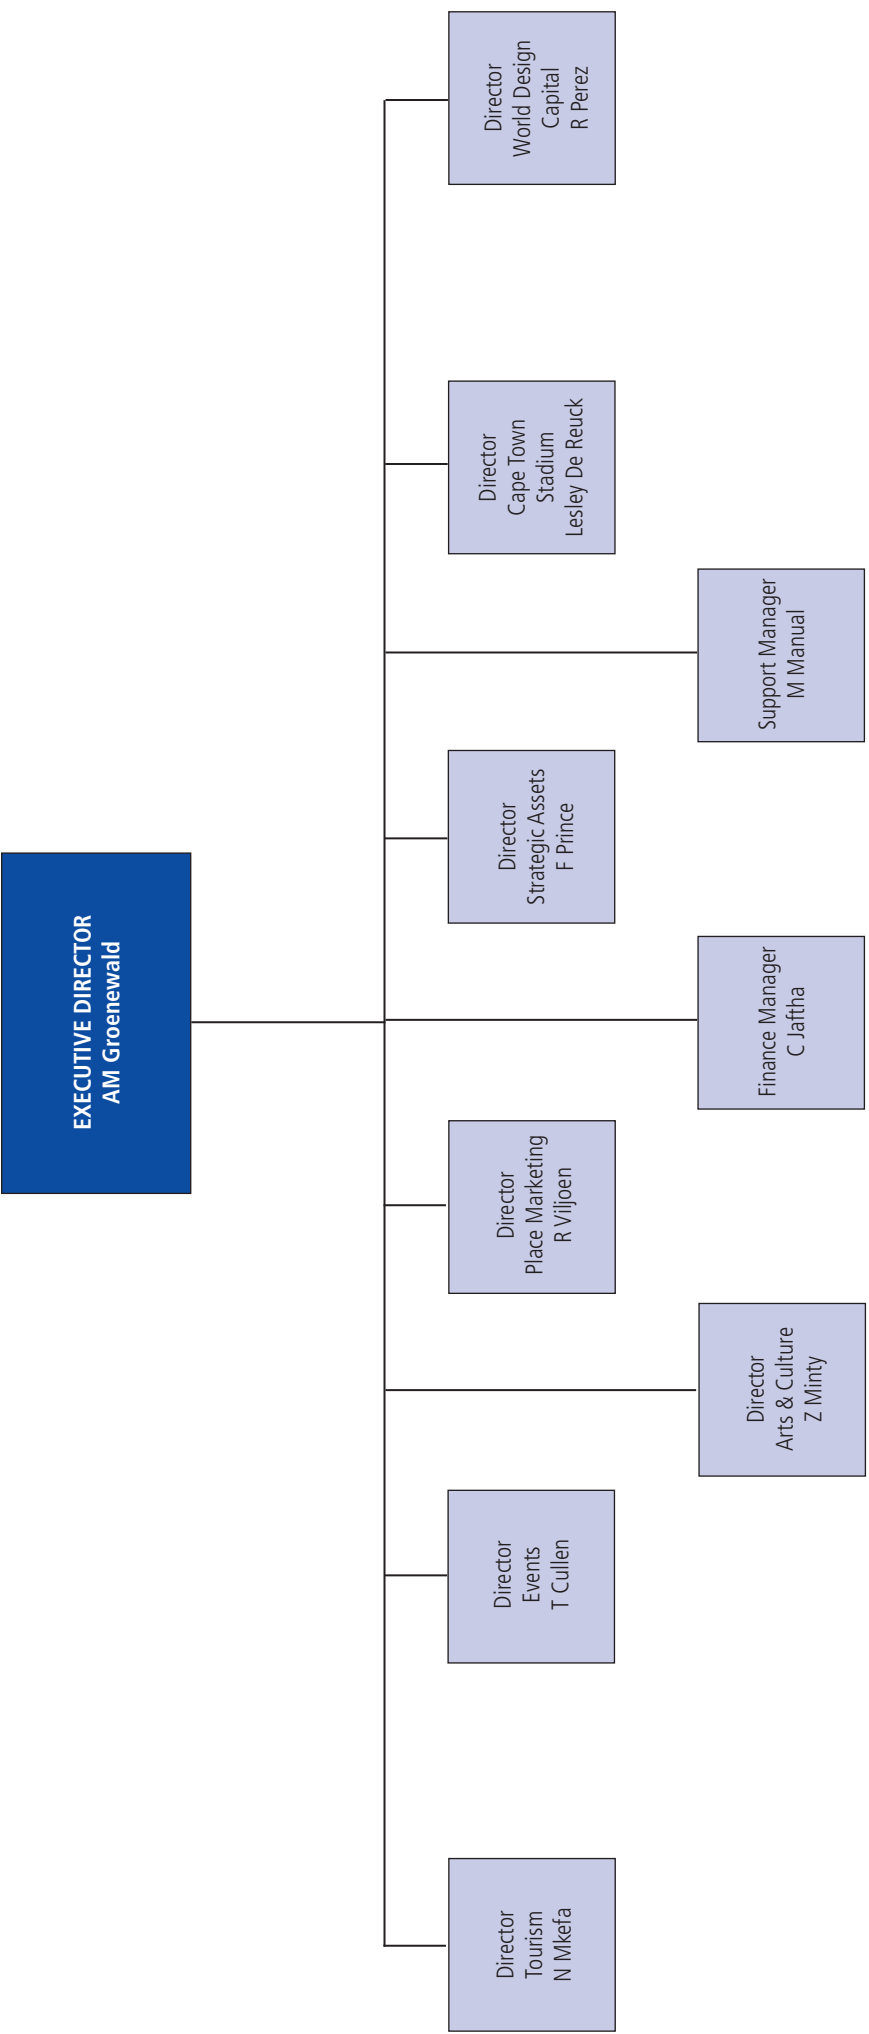 EXECUTIVE DIRECTOR
AM Groenewald
Director
Tourism
N Mkefa
Director
Events
T Cullen
Director
Place Marketing
R Viljoen
Director
Strategic Assets
F Prince
Director
Cape Town
Stadium
Lesley De Reuck
Director
World Design
Capital
R Perez
Director
Arts & Culture
Z Minty
Finance Manager
C Jaftha
Support Manager
M Manual